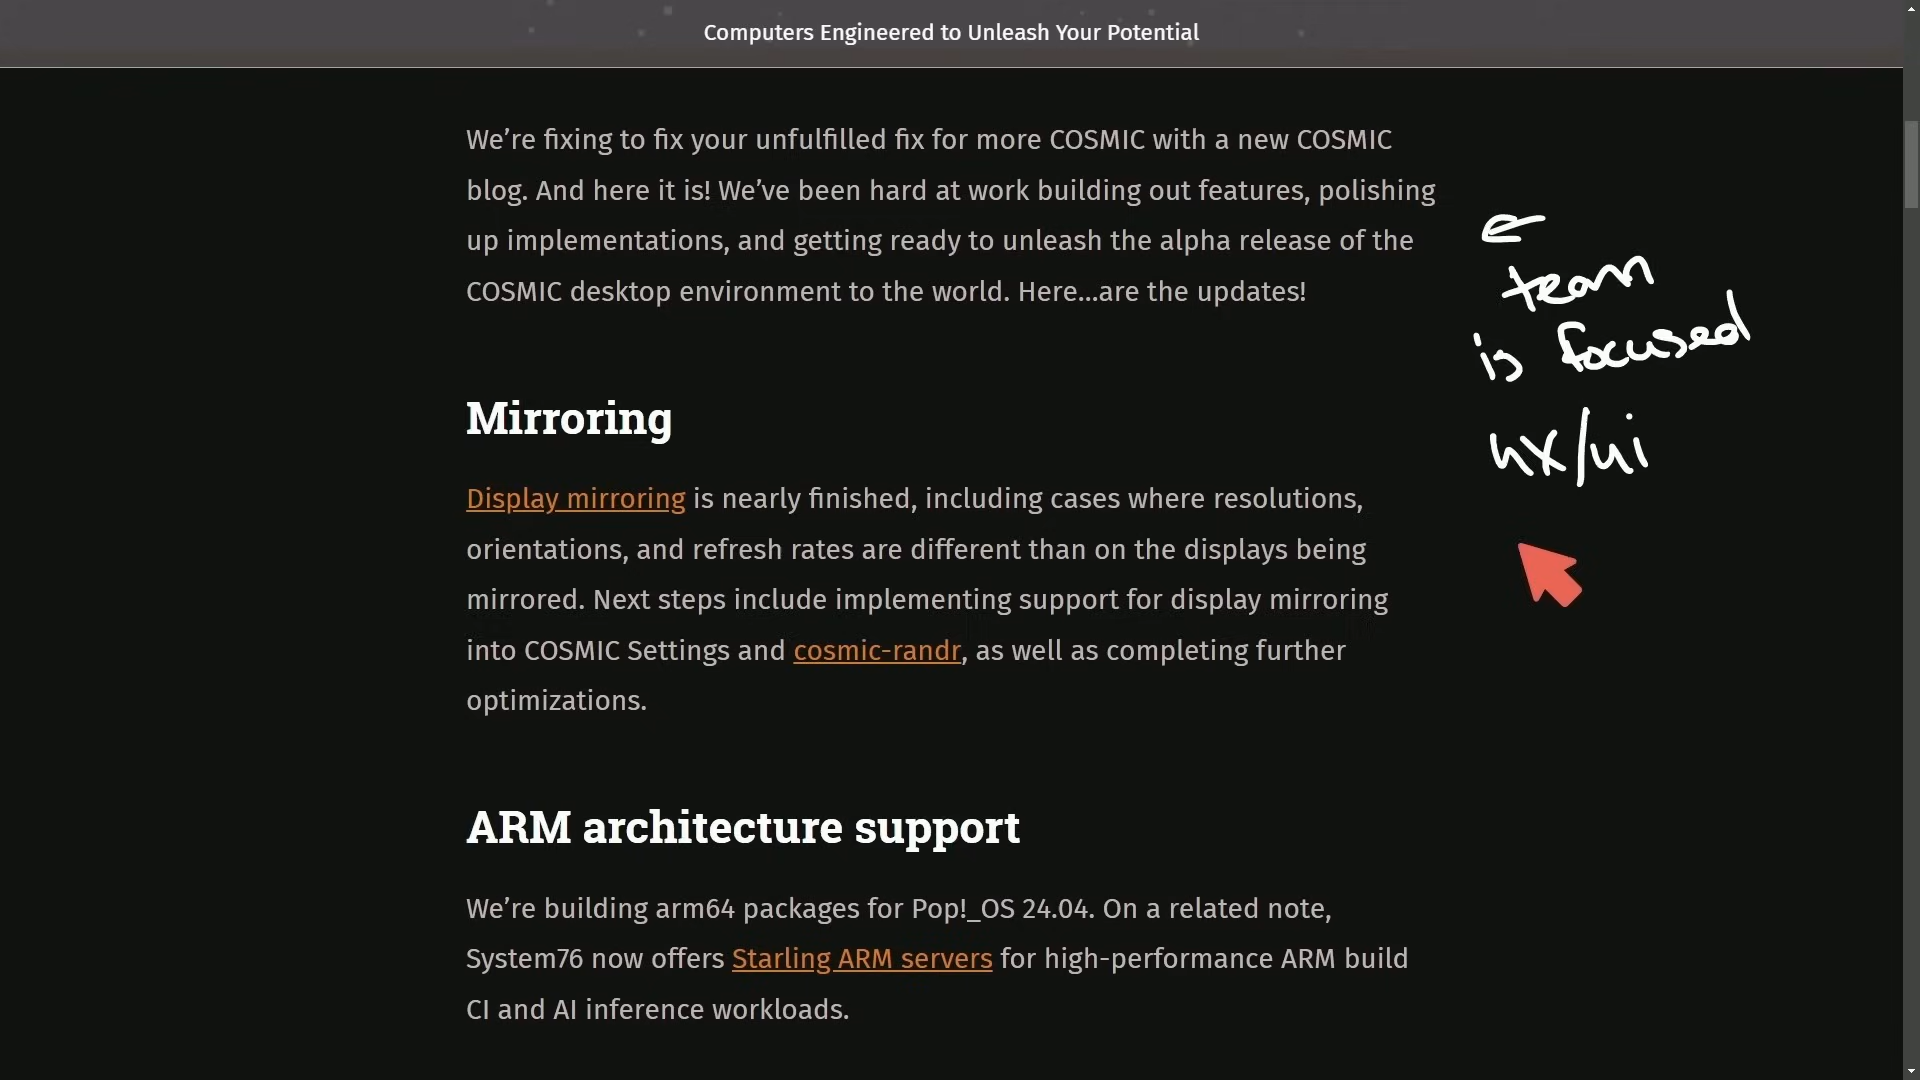 Computers Engineered to Unleash Your Potential
We’re fixing to fix your unfulfilled fix for more COSMIC with a new COSMIC
blog. And here it is! We’ve been hard at work building out features, polishing
up implementations, and getting ready to unleash the alpha release of the
COSMIC desktop environment to the world. Here...are the updates!
team
is focused
ux/ui
Mirroring
Display mirroring is nearly finished, including cases where resolutions,
orientations, and refresh rates are different than on the displays being
mirrored. Next steps include implementing support for display mirroring
into COSMIC Settings and cosmic-randr, as well as completing further
optimizations.
ARM architecture support
We’re building arm64 packages for Pop!_OS 24.04. On a related note,
System76 now offers Starling ARM servers for high-performance ARM build
CI and AI inference workloads.